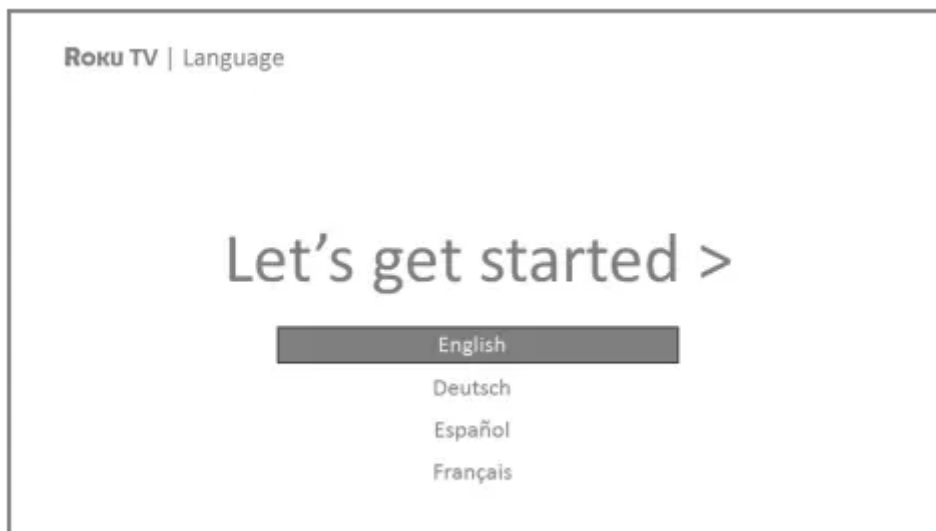 Roku TV | Language
Let's get started >
English
Deutsch
Español
Français